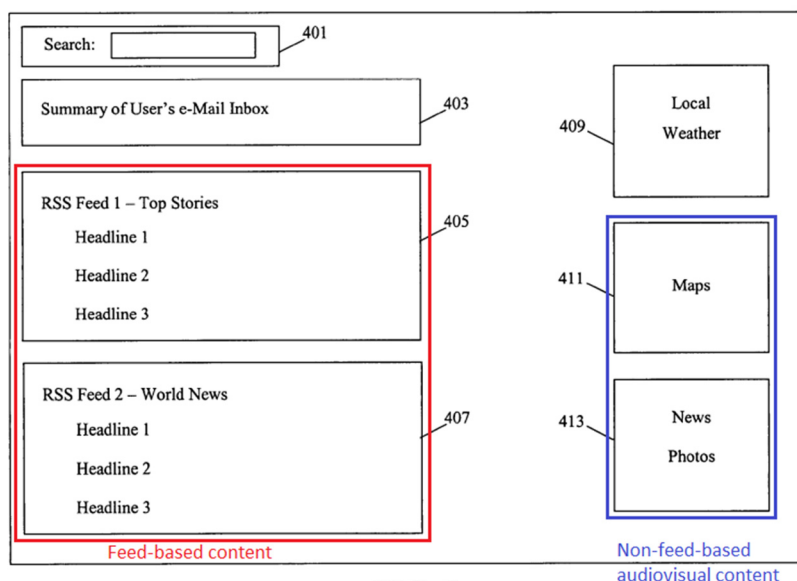 Search:
401
Summary of User's e-Mail Inbox
403
Local
Weather
409
RSS Feed 1 – Top Stories
Headline 1
Headline 2
Headline 3
405
Maps
411
RSS Feed 2 – World News
Headline 1
Headline 2
Headline 3
407
News
Photos
413
Feed-based content
Non-feed-based
audiovisual content